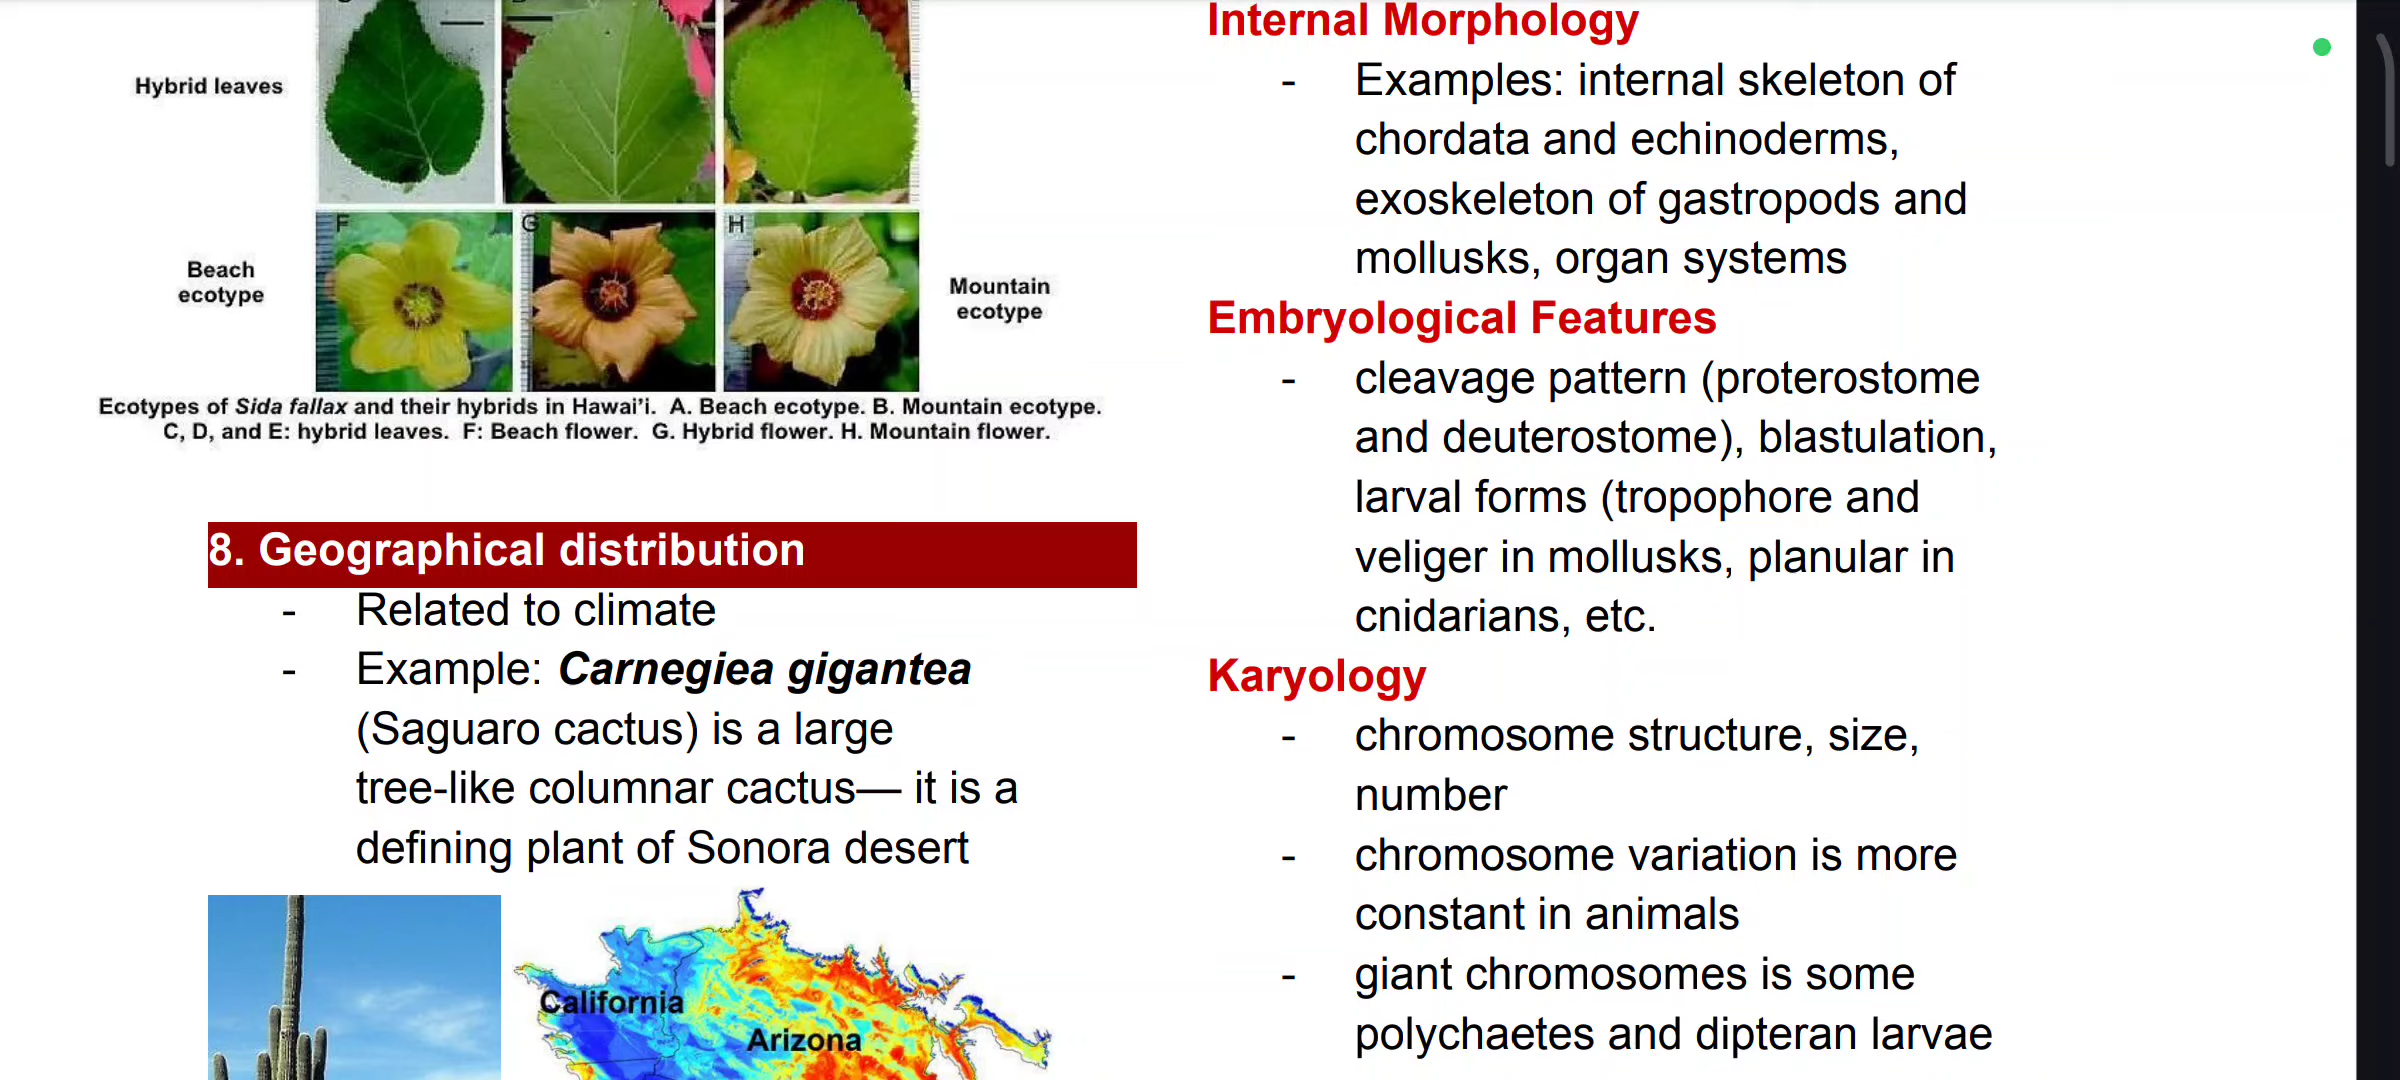 Hybrid leaves
F
G
H
Beach
ecotype
Mountain
ecotype
Ecotypes of Sida fallax and their hybrids in Hawai'i. A. Beach ecotype. B. Mountain ecotype.
C, D, and E: hybrid leaves. F: Beach flower. G. Hybrid flower. H. Mountain flower.
8. Geographical distribution
- Related to climate
- Example: Carnegiea gigantea
(Saguaro cactus) is a large
tree-like columnar cactus— it is a
defining plant of Sonora desert
California
Arizona
Internal Morphology
- Examples: internal skeleton of
chordata and echinoderms,
exoskeleton of gastropods and
mollusks, organ systems
Embryological Features
- cleavage pattern (proterostome
and deuterostome), blastulation,
larval forms (tropophore and
veliger in mollusks, planular in
cnidarians, etc.
Karyology
- chromosome structure, size,
number
- chromosome variation is more
constant in animals
- giant chromosomes is some
polychaetes and dipteran larvae